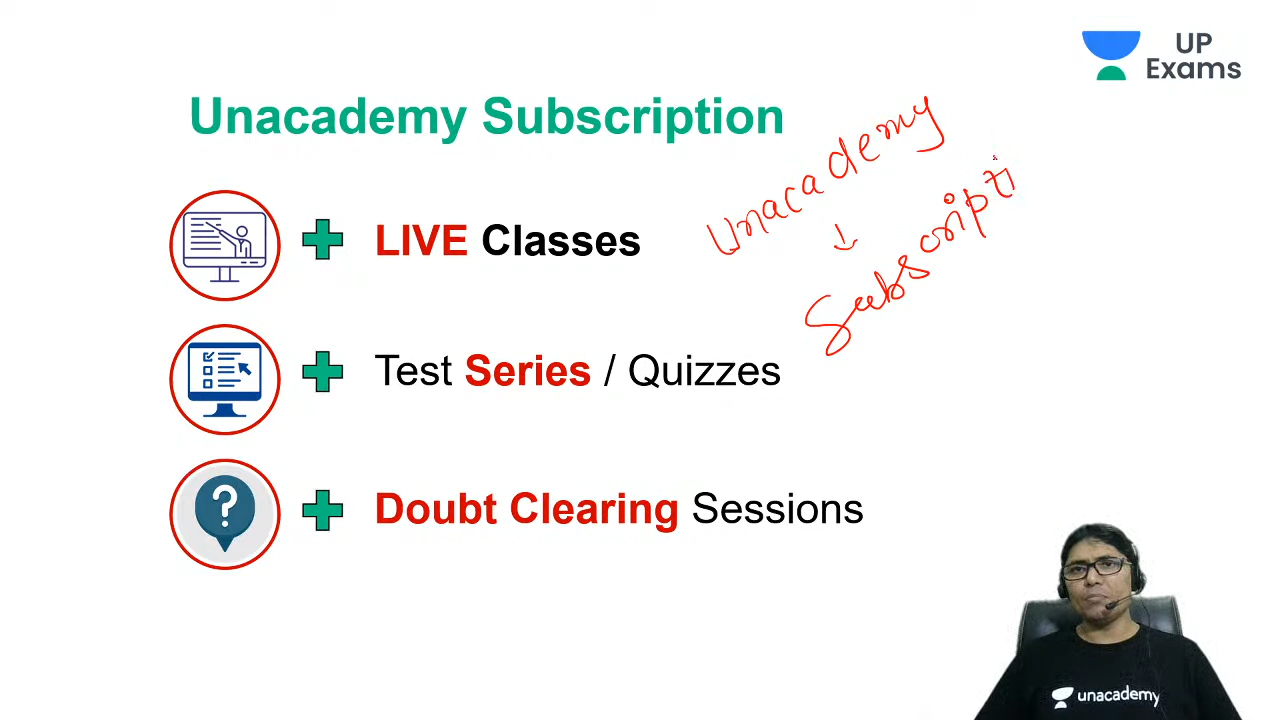 UP
Exams
Unacademy Subscription
Unacademy
↓
Subscripti
LIVE Classes
Test Series / Quizzes
Doubt Clearing Sessions
?
unacademy